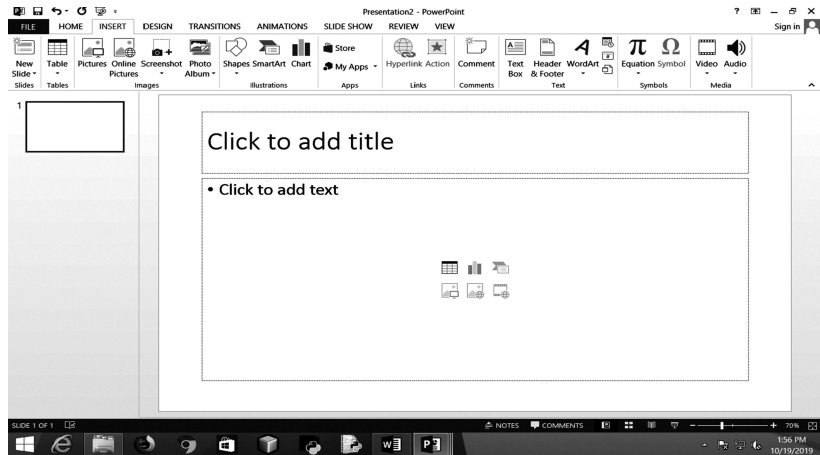 Presentation2 - PowerPoint
?
FILE HOME INSERT DESIGN TRANSITIONS ANIMATIONS SLIDE SHOW REVIEW VIEW Sign in
New Slide
Table
Pictures
Online Pictures
Screenshot
Photo Album
Shapes
SmartArt
Chart
Store
My Apps
Hyperlink
Action
Comment
Text Box
Header & Footer
WordArt
Equation
Symbol
Video
Audio
Slides Tables Images Illustrations Apps Links Comments Text Symbols Media
1
Click to add title
• Click to add text
SLIDE 1 OF 1 NOTES COMMENTS 70%
1:56 PM
10/19/2019